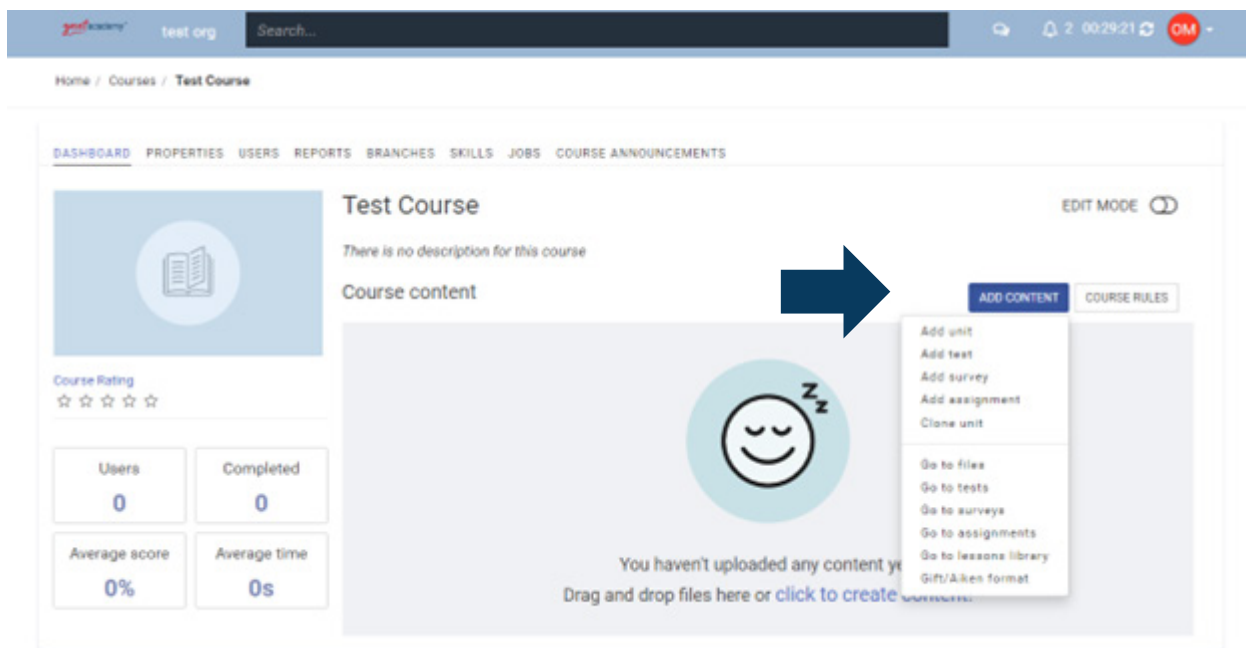 test org Search... 2 00:29:21 OM
Home / Courses / Test Course
DASHBOARD PROPERTIES USERS REPORTS BRANCHES SKILLS JOBS COURSE ANNOUNCEMENTS
Test Course
EDIT MODE
There is no description for this course
Course content
ADD CONTENT COURSE RULES
Add unit
Add test
Add survey
Add assignment
Clone unit
Go to files
Go to tests
Go to surveys
Go to assignments
Go to lessons library
Gift/Aiken format
Z
z
You haven't uploaded any content
Drag and drop files here or click to create content.
Course Rating
Users
0
Completed
0
Average score
0%
Average time
0s